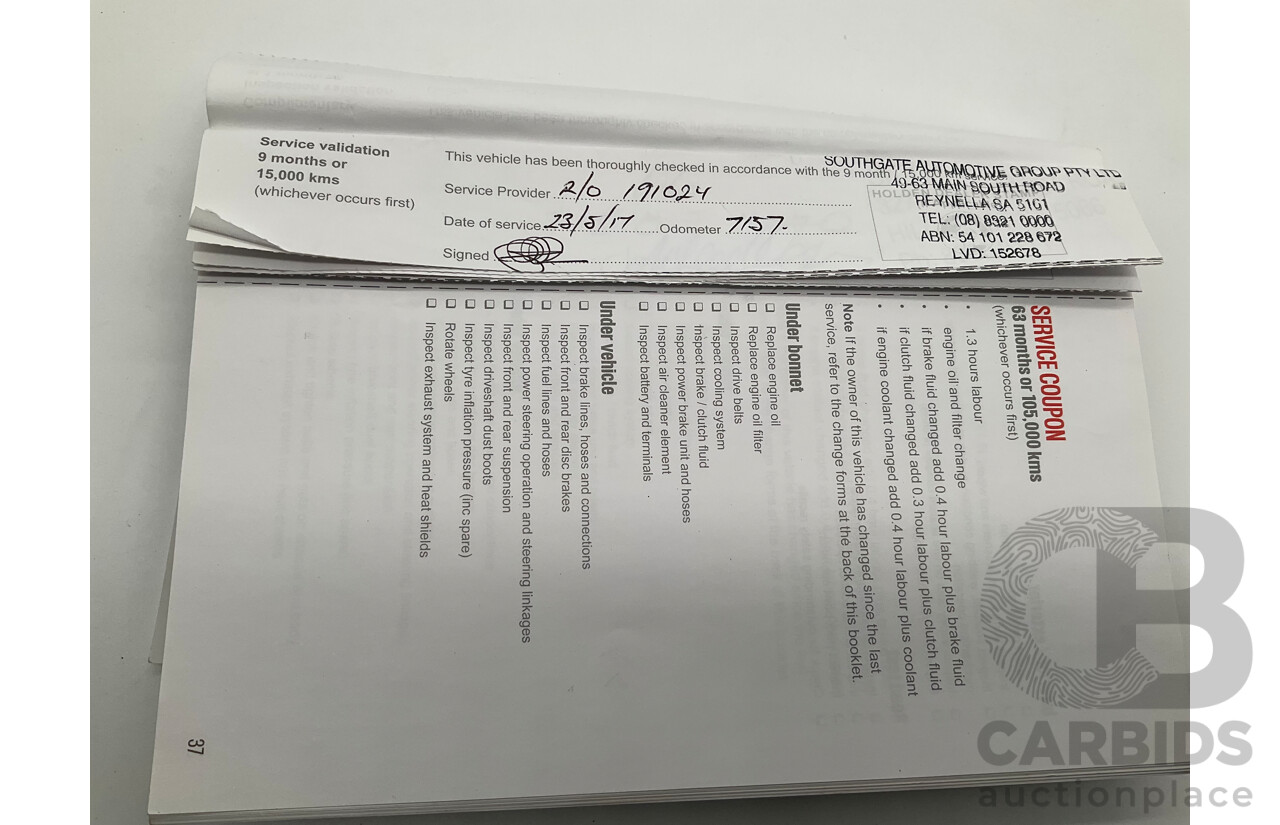 Service validation
9 months or
15,000 kms
(whichever occurs first)
This vehicle has been thoroughly checked in accordance with the 9 month / 15,000 km service.
Service Provider R/O 191024
Date of service 23/5/17 Odometer 7157-
Signed
SOUTHGATE AUTOMOTIVE GROUP PTY LTD
49-63 MAIN SOUTH ROAD
REYNELLA SA 5161
TEL: (08) 8321 0000
ABN: 54 101 228 672
LVD: 152678
SERVICE COUPON
63 months or 105,000 kms
(whichever occurs first)
• 1.3 hours labour
• engine oil and filter change
• if brake fluid changed add 0.4 hour labour plus brake fluid
• if clutch fluid changed add 0.3 hour labour plus clutch fluid
• if engine coolant changed add 0.4 hour labour plus coolant
Note If the owner of this vehicle has changed since the last
service, refer to the change forms at the back of this booklet.
Under bonnet
❑ Replace engine oil
❑ Replace engine oil filter
❑ Inspect drive belts
❑ Inspect cooling system
❑ Inspect brake / clutch fluid
❑ Inspect power brake unit and hoses
❑ Inspect air cleaner element
❑ Inspect battery and terminals
Under vehicle
❑ Inspect brake lines, hoses and connections
❑ Inspect front and rear disc brakes
❑ Inspect fuel lines and hoses
❑ Inspect power steering operation and steering linkages
❑ Inspect front and rear suspension
❑ Inspect driveshaft dust boots
❑ Inspect tyre inflation pressure (inc spare)
❑ Rotate wheels
❑ Inspect exhaust system and heat shields
37
CB
CARBIDS
auctionplace